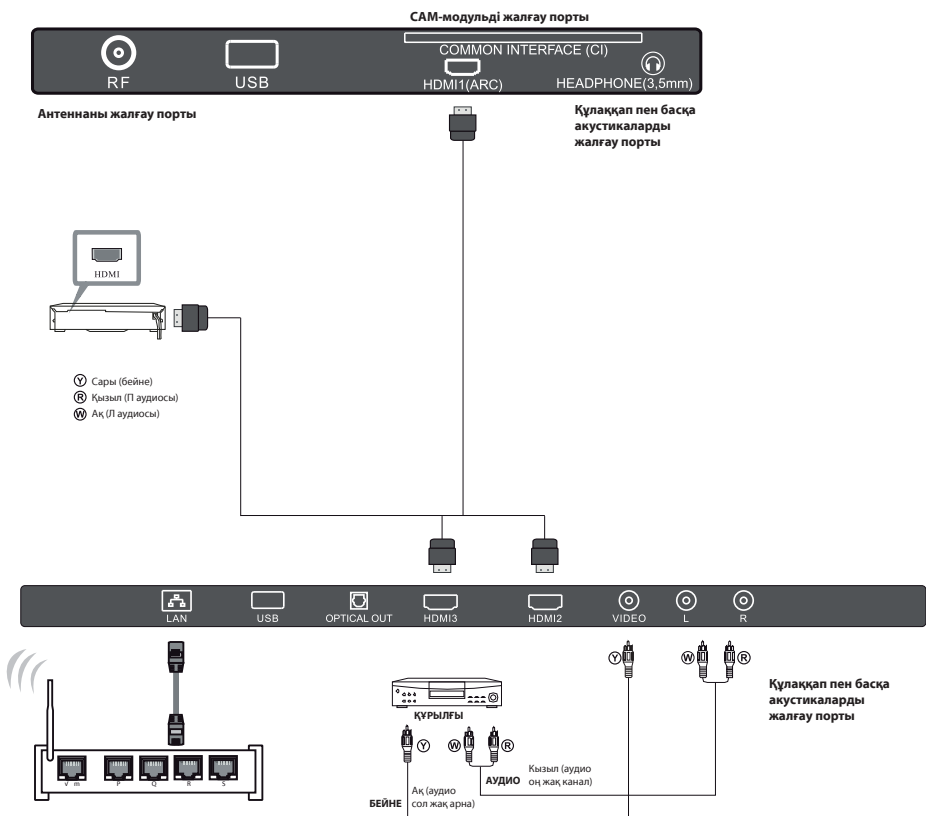 САМ-модульді жалғау порты
COMMON INTERFACE (CI)
RF
USB
HDMI1(ARC)
HEADPHONE(3,5mm)
Антеннаны жалғау порты
Құлаққап пен басқа
акустикаларды
жалғау порты
HDMI
Y Сары (бейне)
R Қызыл (П аудиосы)
W Ақ (Л аудиосы)
LAN
USB
OPTICAL OUT
HDMI3
HDMI2
VIDEO
L
R
Y
W
R
Құлаққап пен басқа
акустикаларды
жалғау порты
ҚҰРЫЛҒЫ
Y
W
R
P
Q
R
S
АУДИО
Кызыл (аудио
оң жақ канал)
БЕЙНЕ
Ақ (аудио
сол жақ арна)